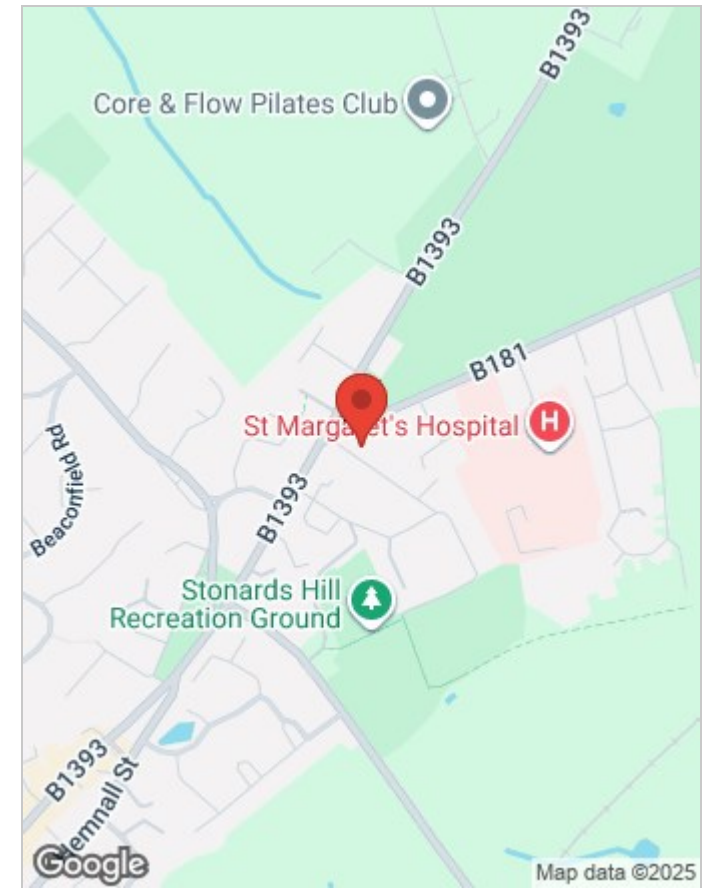 B1393
Core & Flow Pilates Club
B1393
B181
St Margaret's Hospital
H
Beaconfield Rd
B1393
Stonards Hill
Recreation Ground
B1393
Hemnall St
Google
Map data ©2025